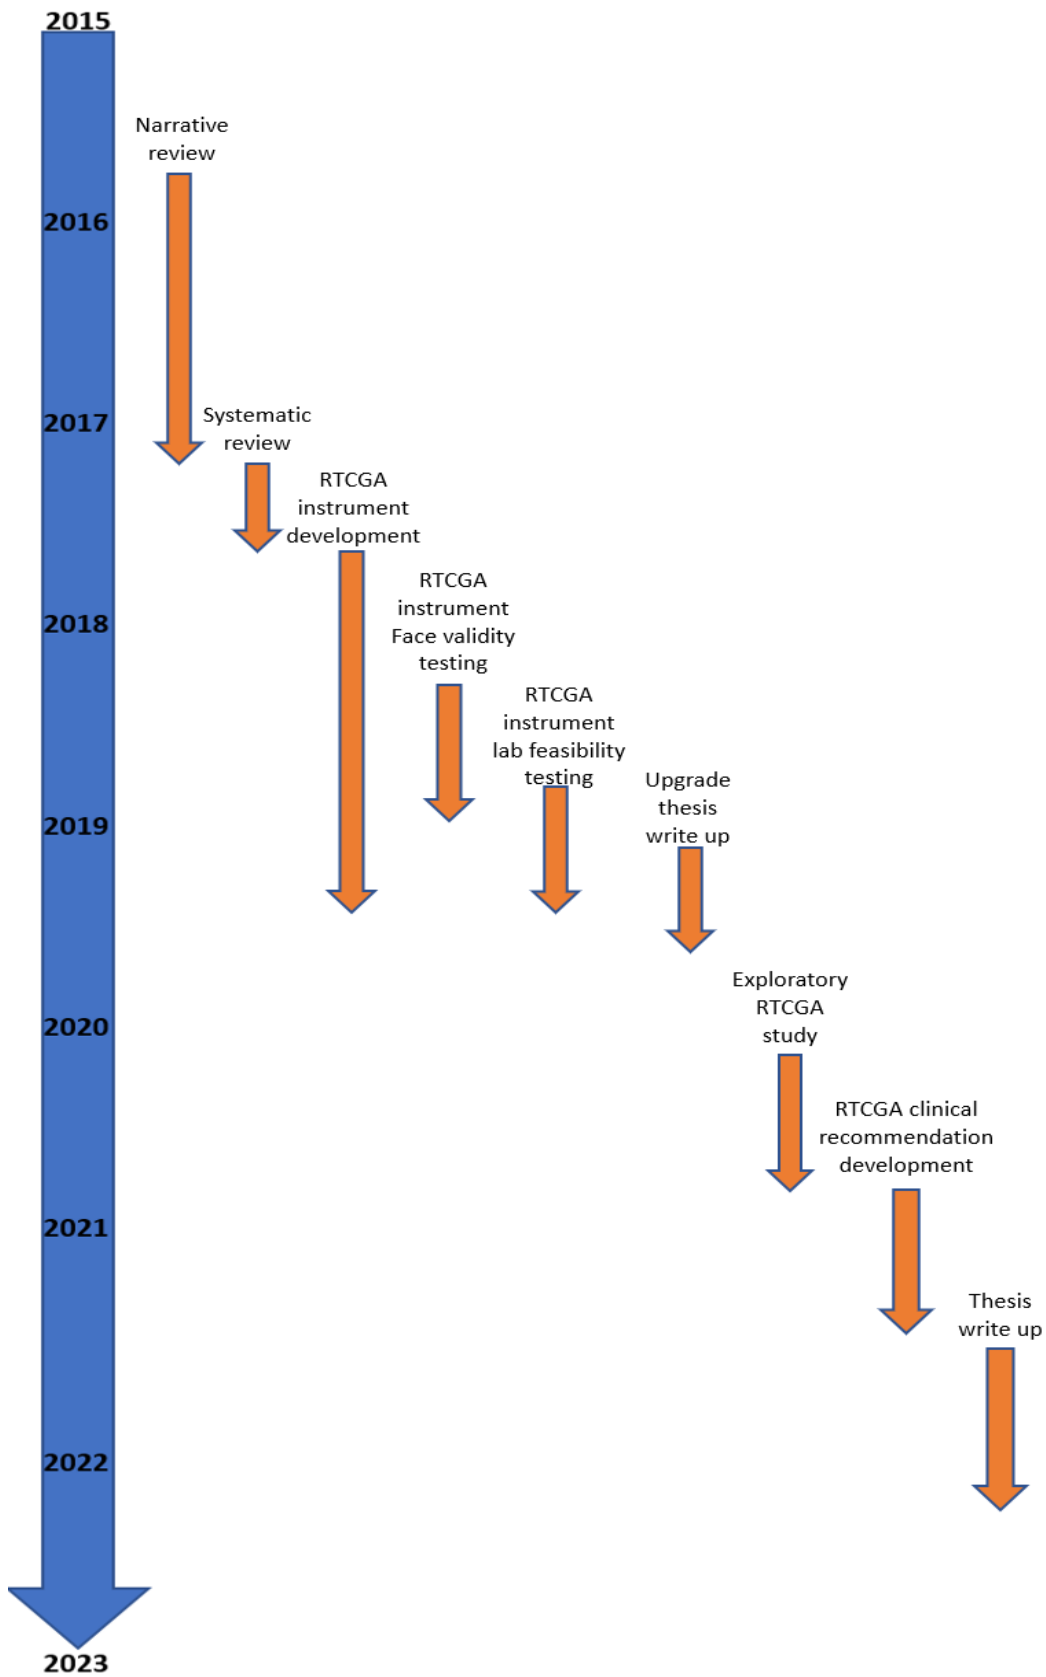 2015
Narrative
review
2016
2017
Systematic
review
RTCGA
instrument
development
RTCGA
instrument
Face validity
testing
2018
RTCGA
instrument
lab feasibility
testing
Upgrade
thesis
write up
2019
Exploratory
RTCGA
study
2020
RTCGA clinical
recommendation
development
2021
Thesis
write up
2022
2023